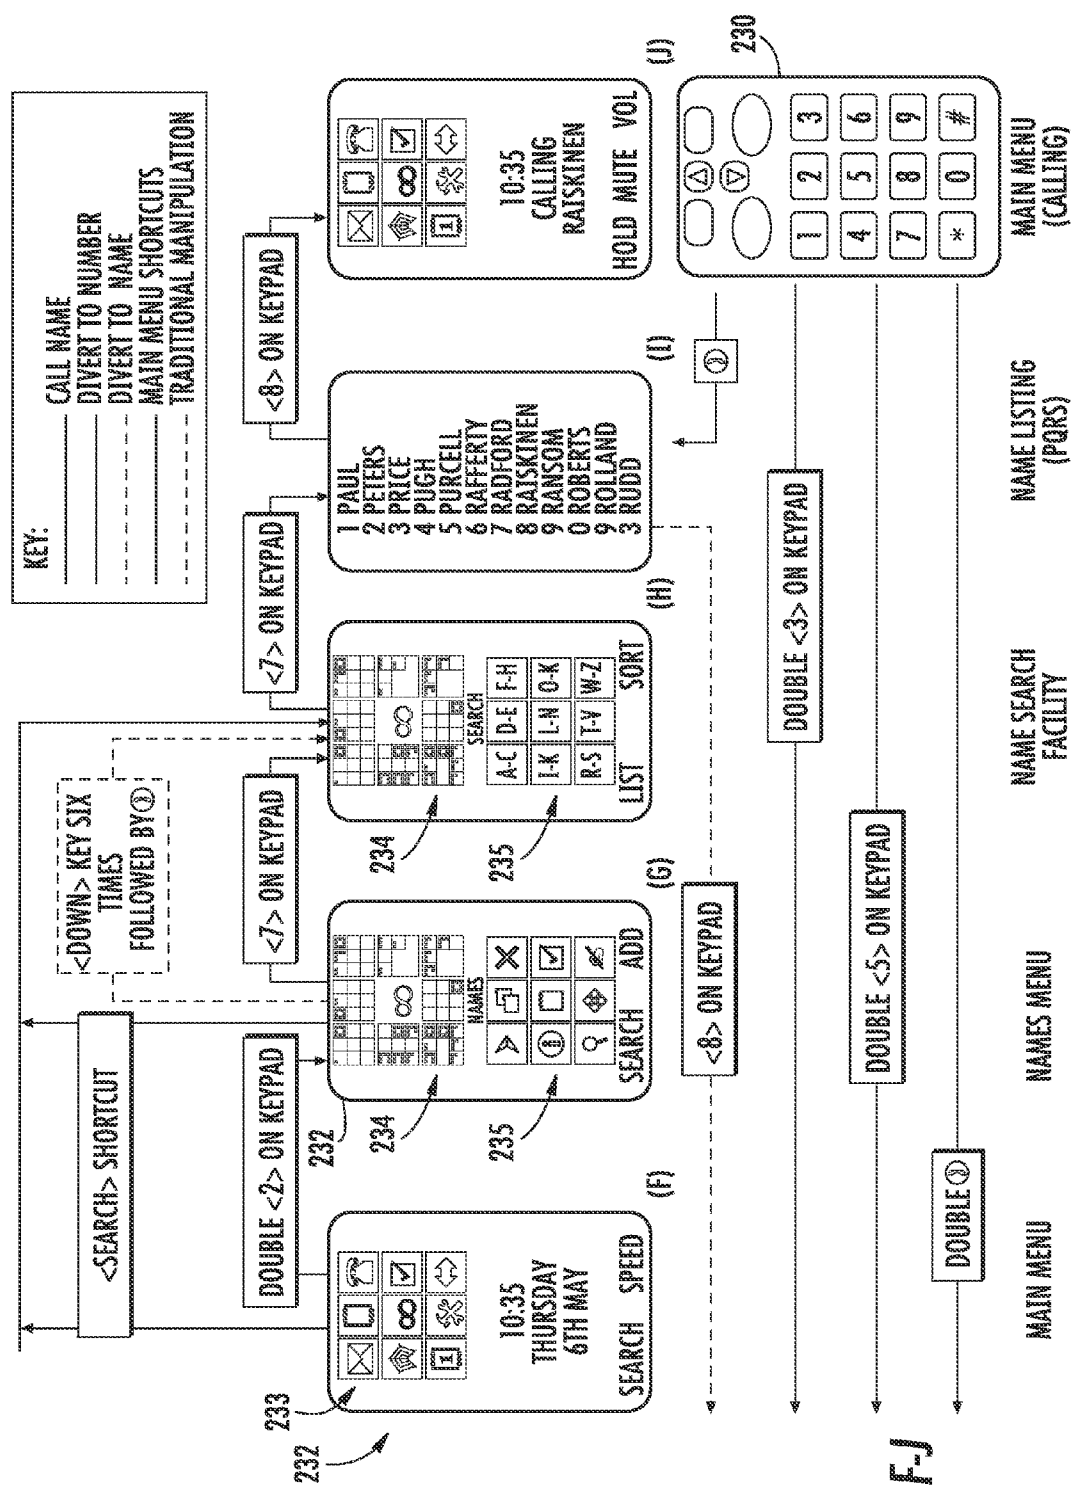 KEY:
CALL NAME
DIVERT TO NUMBER
DIVERT TO NAME
MAIN MENU SHORTCUTS
TRADITIONAL MANIPULATION
<SEARCH> SHORTCUT
<DOWN> KEY SIX
TIMES
FOLLOWED BY
DOUBLE <2> ON KEYPAD
<7> ON KEYPAD
<7> ON KEYPAD
<8> ON KEYPAD
232
233
1
10:35
THURSDAY
6TH MAY
SEARCH SPEED
(F)
232
234
235
NAMES
SEARCH ADD
(G)
234
235
SEARCH
A-C D-E F-H
I-K L-N O-K
R-S T-V W-Z
LIST SORT
(H)
1 PAUL
2 PETERS
3 PRICE
4 PUGH
5 PURCELL
6 RAFFERTY
7 RADFORD
8 RAISKINEN
9 RANSOM
0 ROBERTS
9 ROLLAND
3 RUDD
(I)
1
10:35
CALLING
RAISKINEN
HOLD MUTE VOL
(J)
230
1 2 3
4 5 6
7 8 9
* 0 #
<8> ON KEYPAD
DOUBLE <3> ON KEYPAD
DOUBLE <5> ON KEYPAD
DOUBLE
MAIN MENU
NAMES MENU
NAME SEARCH
FACILITY
NAME LISTING
(PQRS)
MAIN MENU
(CALLING)
F-J